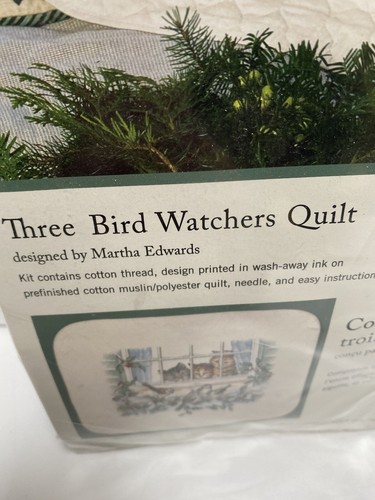 Three Bird Watchers Quilt
designed by Martha Edwards
Kit contains cotton thread, design printed in wash-away ink on
prefinished cotton muslin/polyester quilt, needle, and easy instruction
Co
troi